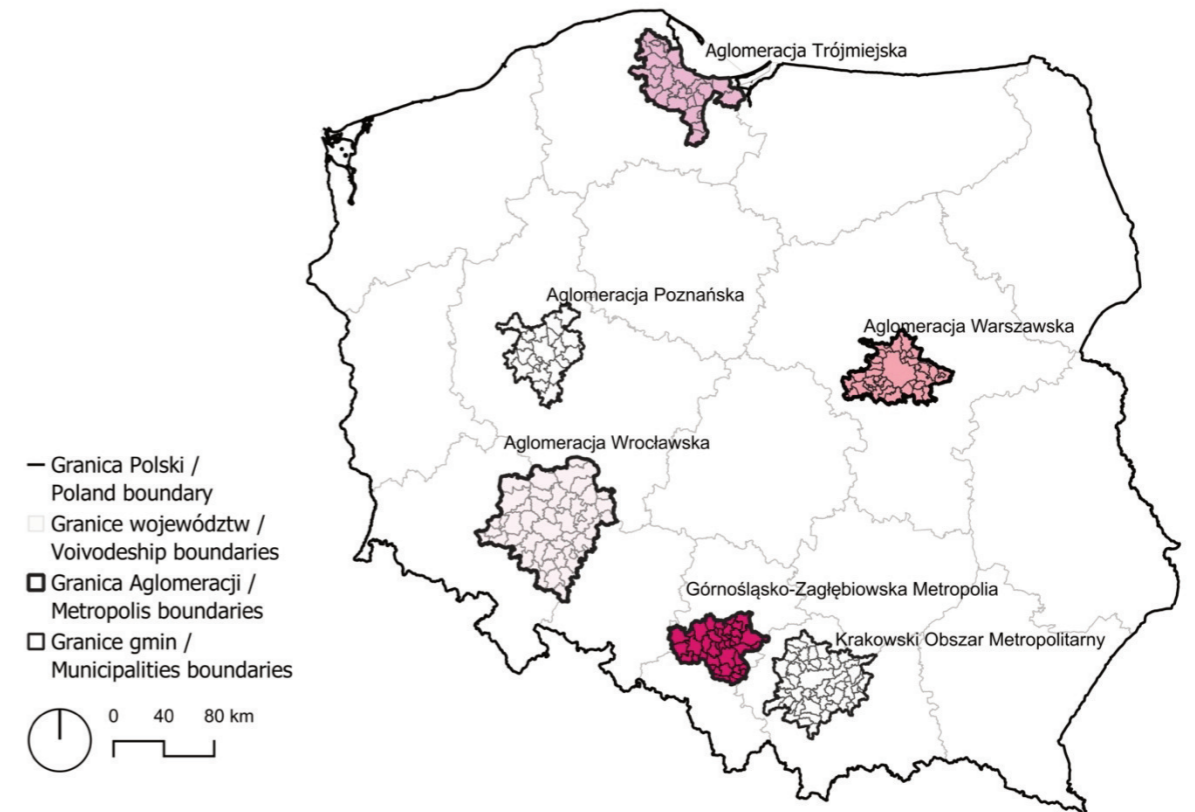 Aglomeracja Trójmiejska
Aglomeracja Poznańska
Aglomeracja Warszawska
Aglomeracja Wrocławska
Górnośląsko-Zagłębiowska Metropolia
Krakowski Obszar Metropolitarny
Granica Polski /
Poland boundary
Granice województw /
Voivodeship boundaries
Granica Aglomeracji /
Metropolis boundaries
Granice gmin /
Municipalities boundaries
0 40 80 km